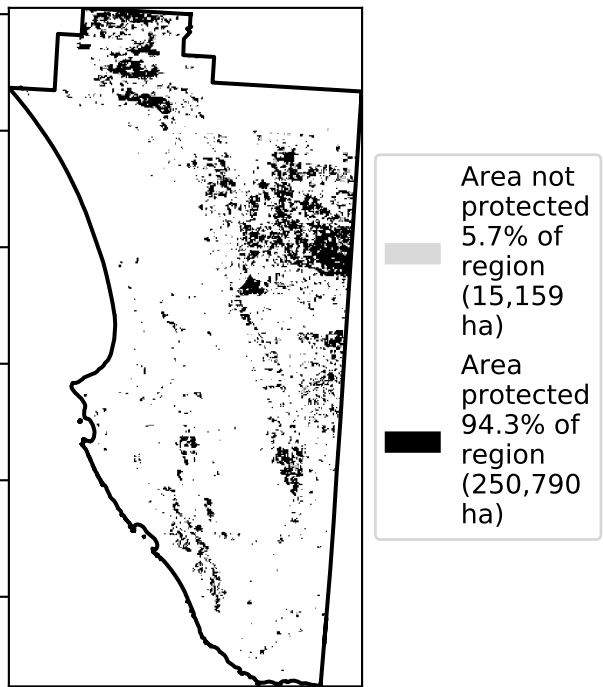 Area not
protected
5.7% of
region
(15,159
ha)
Area
protected
94.3% of
region
(250,790
ha)